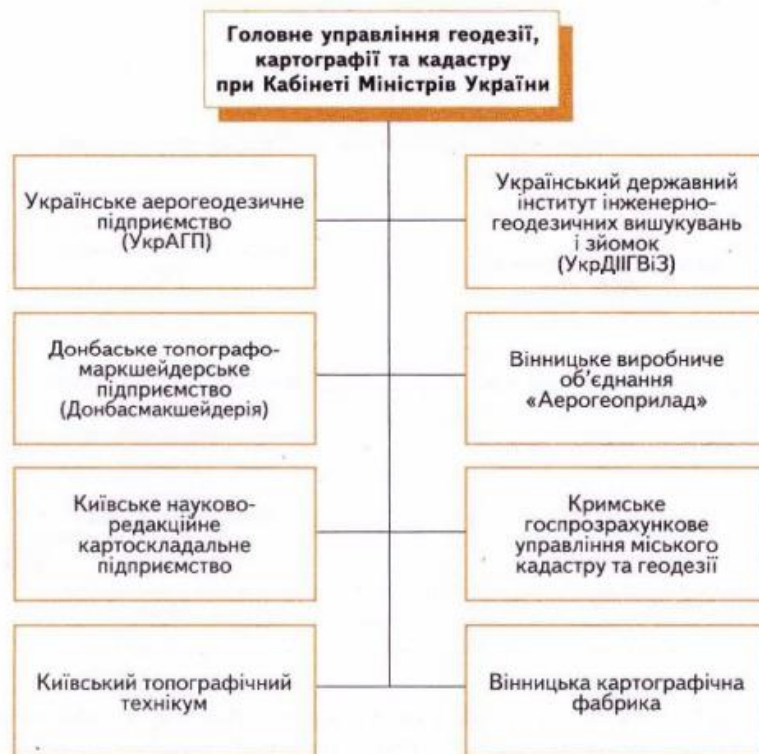 Головне управління геодезії,
картографії та кадастру
при Кабінеті Міністрів України
Українське аерогеодезичне
підприємство
(УкрАГП)
Український державний
інститут інженерно-
геодезичних вишукувань
і зйомок
(УкрДІІГВіЗ)
Донбаське топографо-
маркшейдерське
підприємство
(Донбасмакшейдерія)
Вінницьке виробниче
об'єднання
«Аерогеоприлад»
Київське науково-
редакційне
картоскладальне
підприємство
Кримське
госпрозрахункове
управління міського
кадастру та геодезії
Київський топографічний
технікум
Вінницька картографічна
фабрика